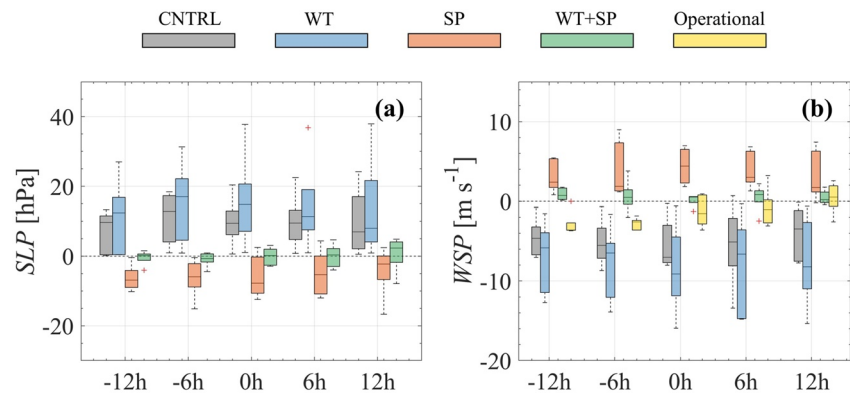 CNTRL WT SP WT+SP Operational
(a)
SLP [hPa]
40
20
0
-20
-12h -6h 0h 6h 12h
(b)
WSP [m s⁻¹]
10
0
-10
-20
-12h -6h 0h 6h 12h